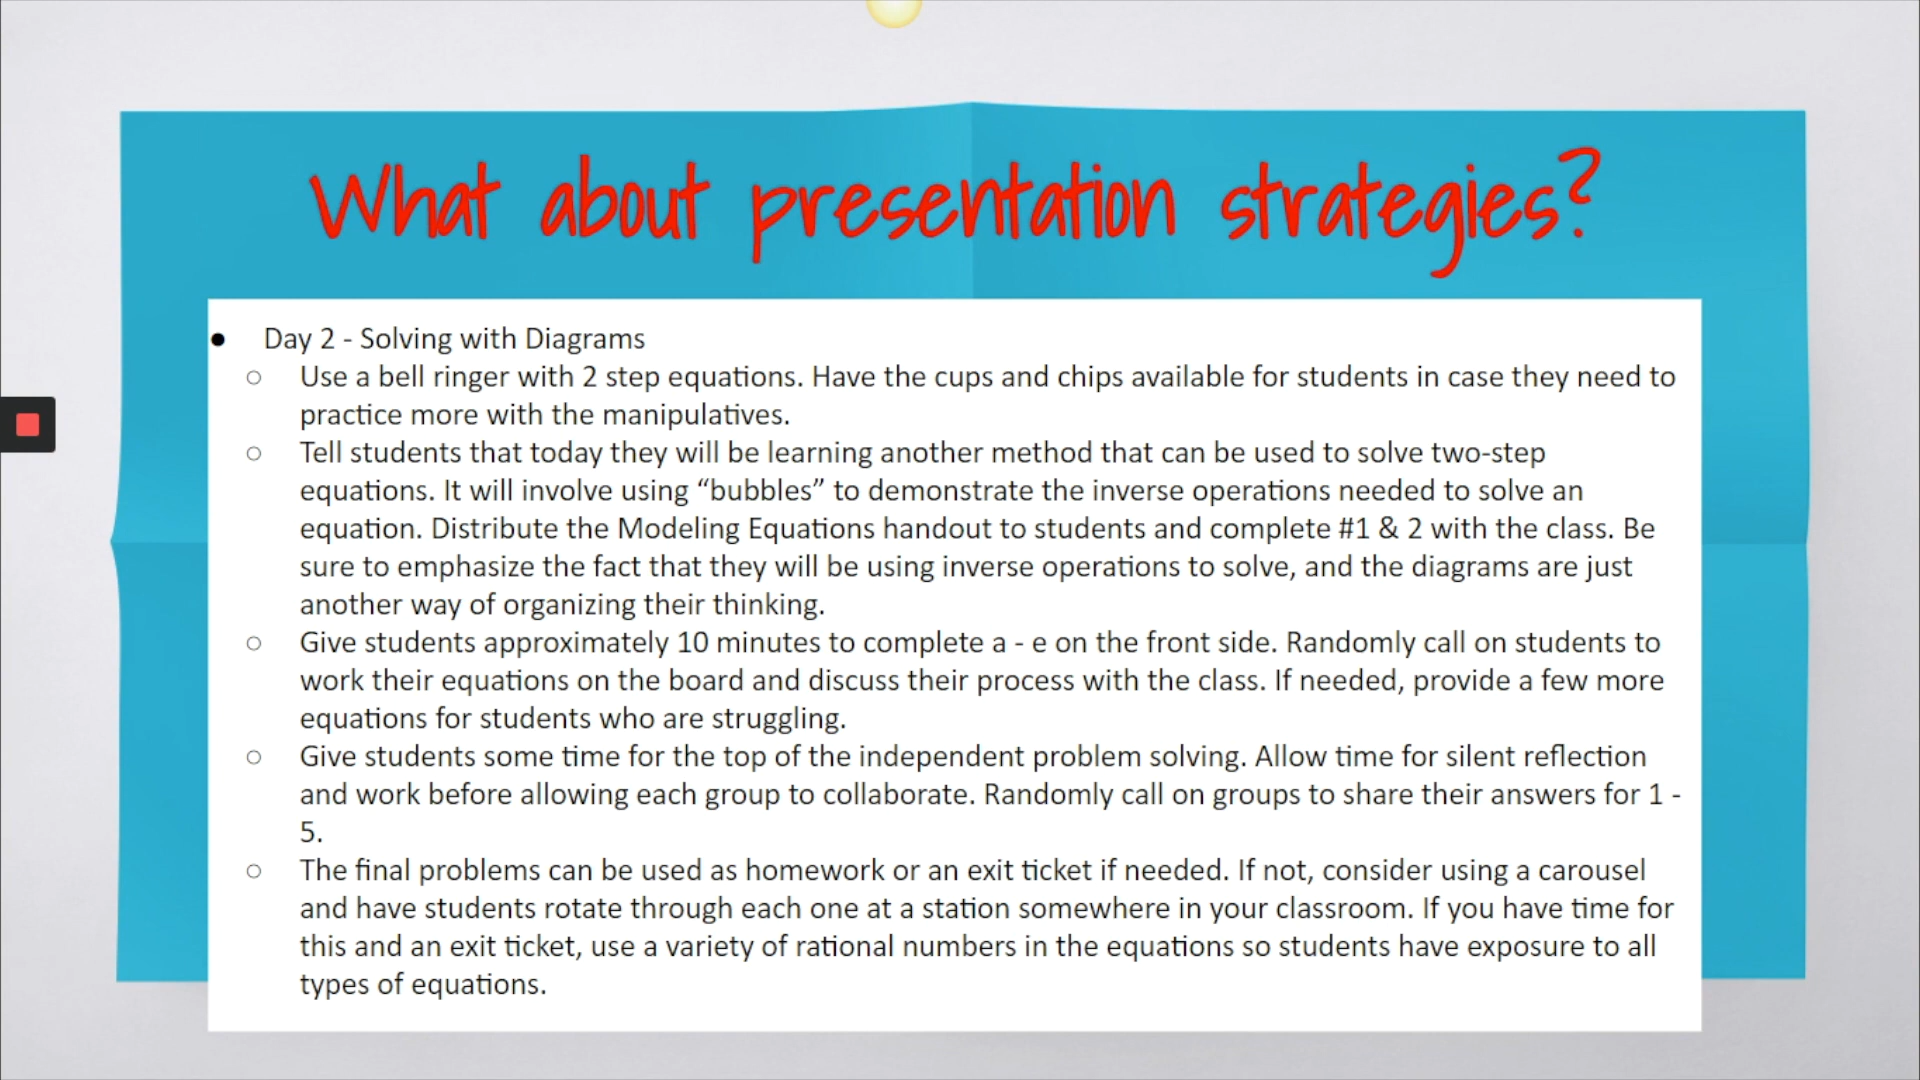 What about presentation strategies?
● Day 2 - Solving with Diagrams
○ Use a bell ringer with 2 step equations. Have the cups and chips available for students in case they need to
practice more with the manipulatives.
○ Tell students that today they will be learning another method that can be used to solve two-step
equations. It will involve using “bubbles” to demonstrate the inverse operations needed to solve an
equation. Distribute the Modeling Equations handout to students and complete #1 & 2 with the class. Be
sure to emphasize the fact that they will be using inverse operations to solve, and the diagrams are just
another way of organizing their thinking.
○ Give students approximately 10 minutes to complete a - e on the front side. Randomly call on students to
work their equations on the board and discuss their process with the class. If needed, provide a few more
equations for students who are struggling.
○ Give students some time for the top of the independent problem solving. Allow time for silent reflection
and work before allowing each group to collaborate. Randomly call on groups to share their answers for 1 -
5.
○ The final problems can be used as homework or an exit ticket if needed. If not, consider using a carousel
and have students rotate through each one at a station somewhere in your classroom. If you have time for
this and an exit ticket, use a variety of rational numbers in the equations so students have exposure to all
types of equations.